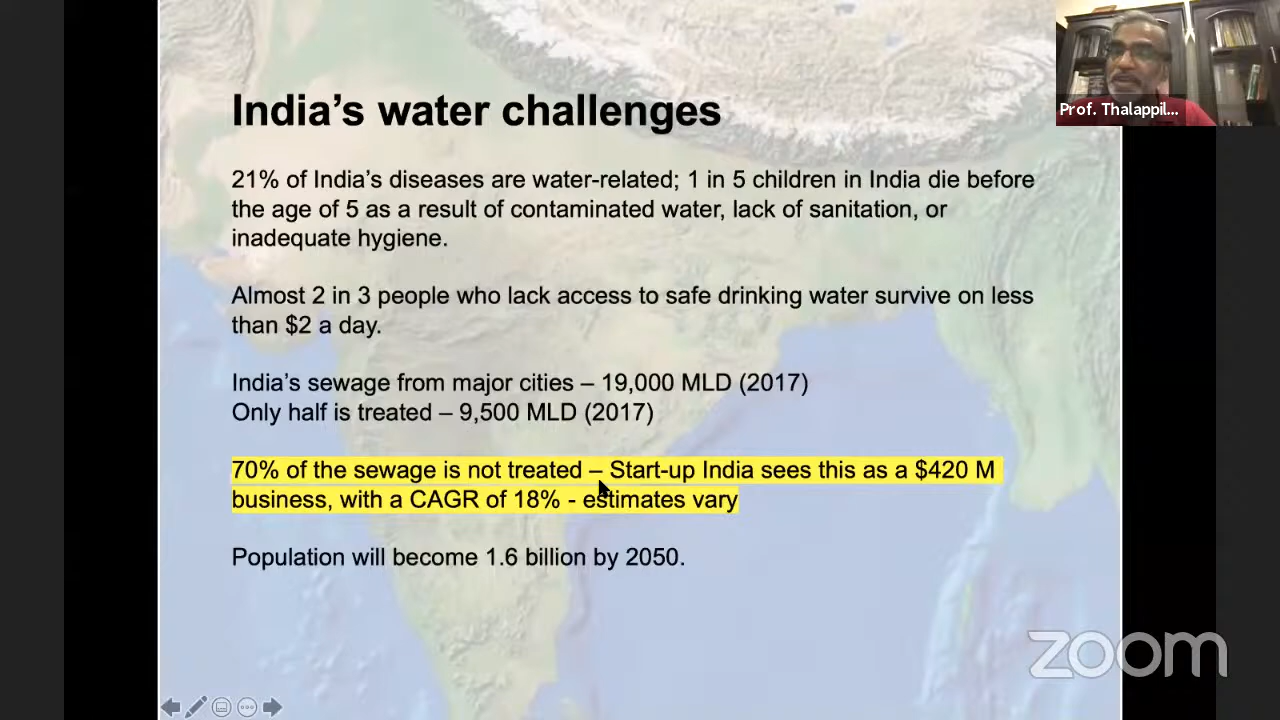 India’s water challenges
21% of India’s diseases are water-related; 1 in 5 children in India die before
the age of 5 as a result of contaminated water, lack of sanitation, or
inadequate hygiene.
Almost 2 in 3 people who lack access to safe drinking water survive on less
than $2 a day.
India’s sewage from major cities – 19,000 MLD (2017)
Only half is treated – 9,500 MLD (2017)
70% of the sewage is not treated – Start-up India sees this as a $420 M
business, with a CAGR of 18% - estimates vary
Population will become 1.6 billion by 2050.
Prof. Thalappil...
zoom